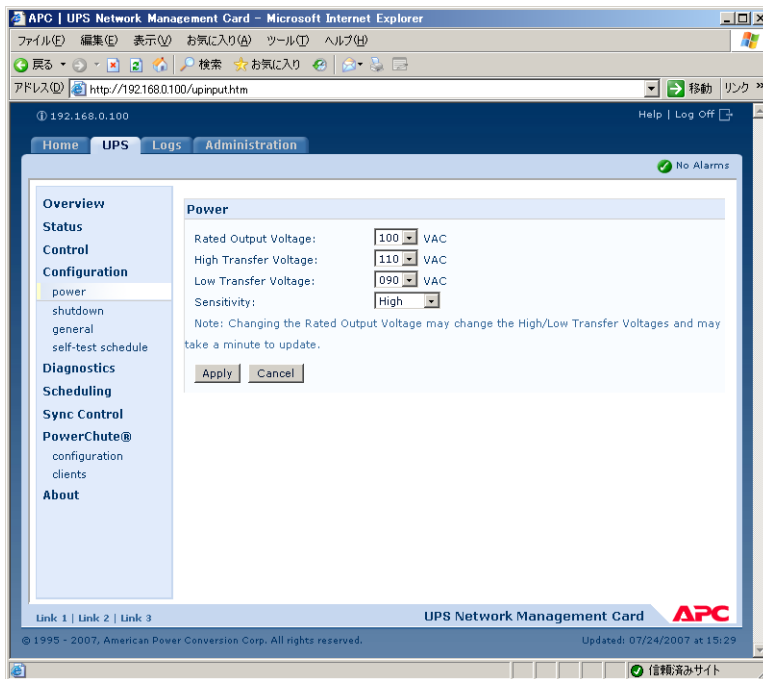 APC | UPS Network Management Card - Microsoft Internet Explorer
ファイル(F) 編集(E) 表示(V) お気に入り(A) ツール(T) ヘルプ(H)
戻る 検索 お気に入り
アドレス(D) http://192.168.0.100/upinput.htm 移動 リンク »
192.168.0.100 Help | Log Off
Home UPS Logs Administration
No Alarms
Overview
Status
Control
Configuration
power
shutdown
general
self-test schedule
Diagnostics
Scheduling
Sync Control
PowerChute®
configuration
clients
About
Power
Rated Output Voltage: 100 VAC
High Transfer Voltage: 110 VAC
Low Transfer Voltage: 090 VAC
Sensitivity: High
Note: Changing the Rated Output Voltage may change the High/Low Transfer Voltages and may
take a minute to update.
Apply Cancel
Link 1 | Link 2 | Link 3 UPS Network Management Card APC
© 1995 - 2007, American Power Conversion Corp. All rights reserved. Updated: 07/24/2007 at 15:29
信頼済みサイト